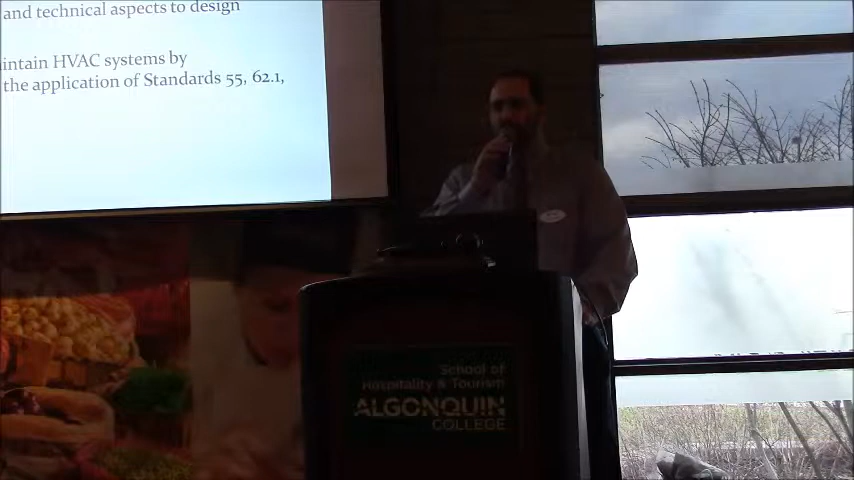 and technical aspects to design
intain HVAC systems by
the application of Standards 55, 62.1,
School of
Hospitality & Tourism
ALGONQUIN
COLLEGE